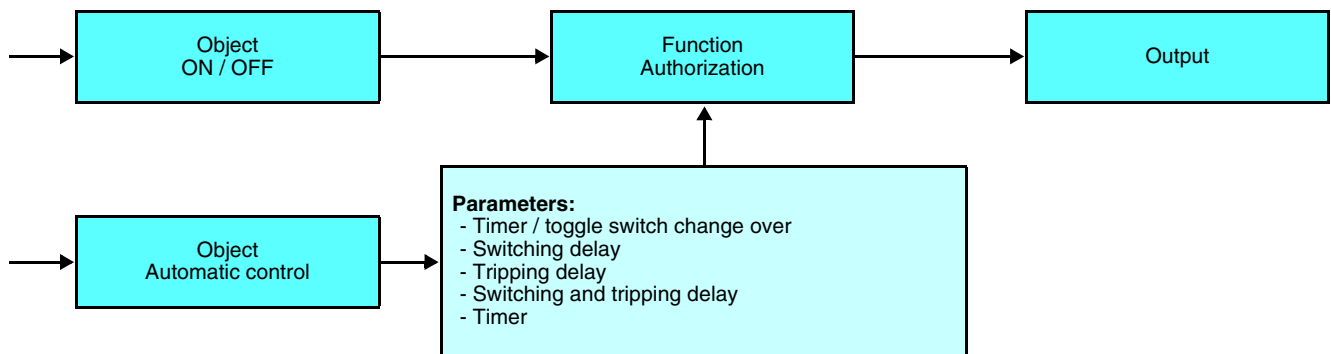 Object
ON / OFF
Function
Authorization
Output
Object
Automatic control
Parameters:
- Timer / toggle switch change over
- Switching delay
- Tripping delay
- Switching and tripping delay
- Timer